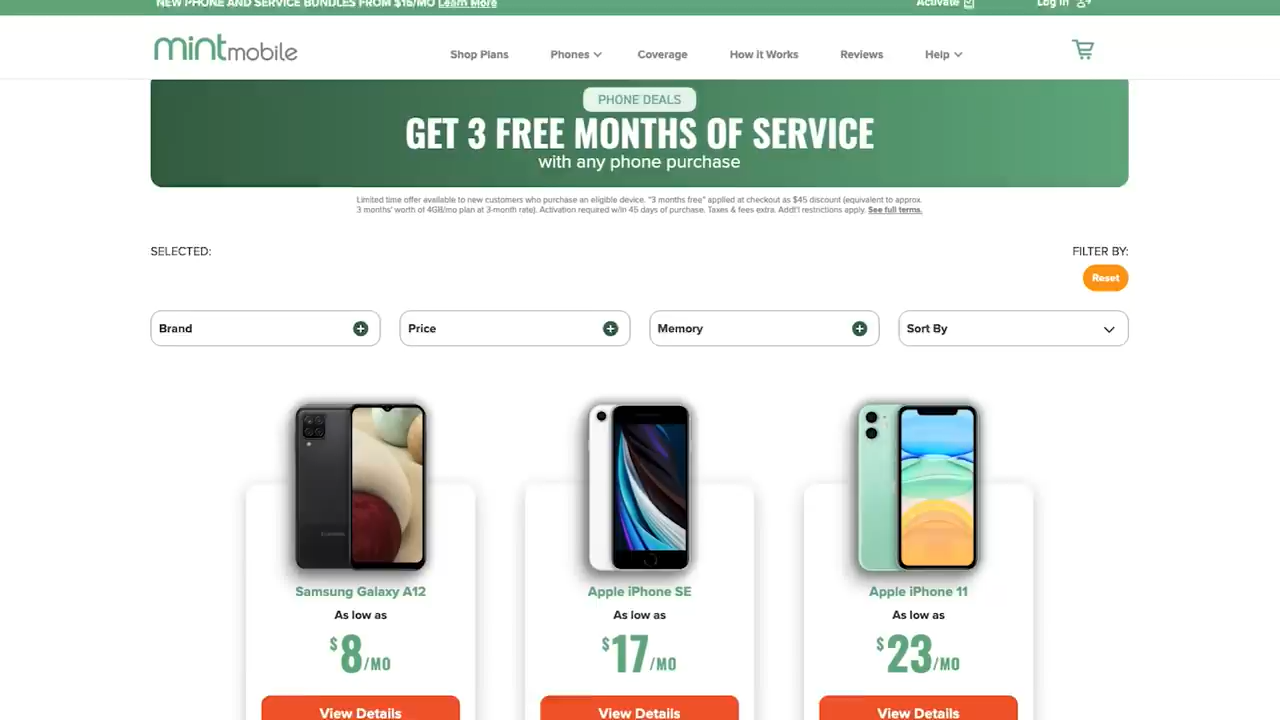 NEW PHONE AND SERVICE BUNDLES FROM $15/MO Learn More
Activate
Log In
mintmobile
Shop Plans
Phones
Coverage
How it Works
Reviews
Help
PHONE DEALS
GET 3 FREE MONTHS OF SERVICE
with any phone purchase
Limited time offer available to new customers who purchase an eligible device. "3 months free" applied at checkout as $45 discount (equivalent to approx.
3 months' worth of 4GB/mo plan at 3-month rate). Activation required w/in 45 days of purchase. Taxes & fees extra. Addt'l restrictions apply. See full terms.
SELECTED:
FILTER BY:
Reset
Brand
Price
Memory
Sort By
Samsung Galaxy A12
As low as
$8/MO
View Details
Apple iPhone SE
As low as
$17/MO
View Details
Apple iPhone 11
As low as
$23/MO
View Details